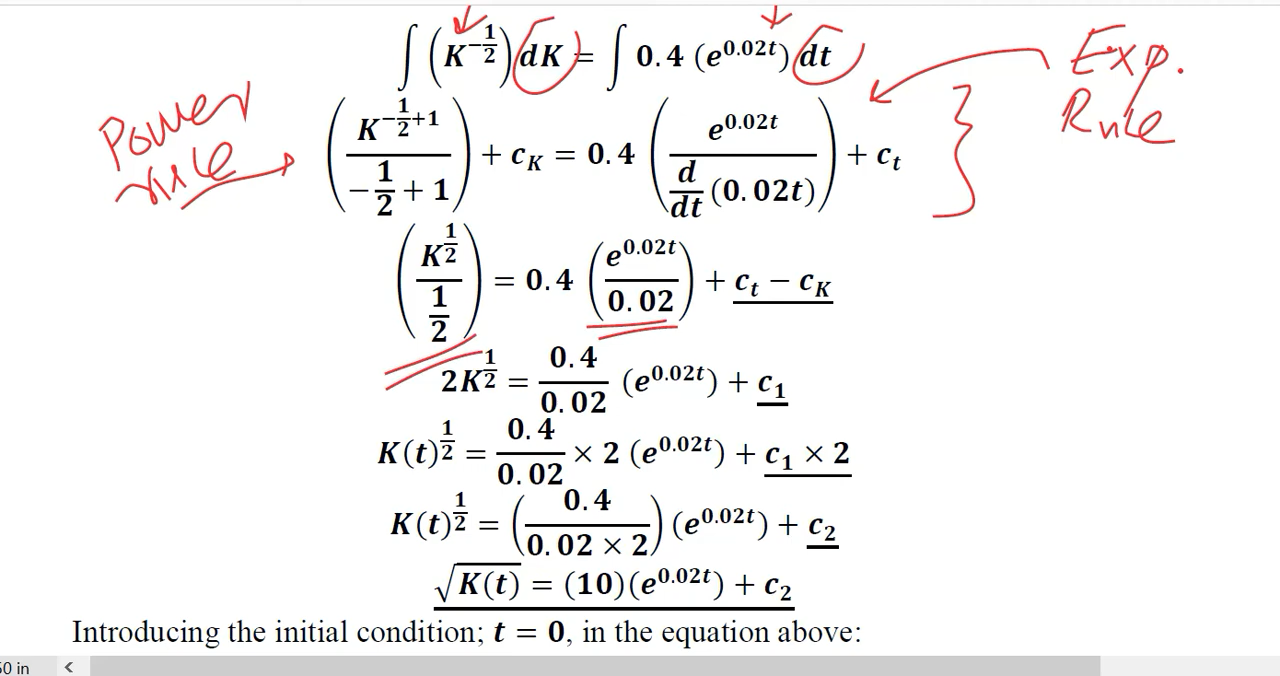 ∫ (K^{-1/2}) dK = ∫ 0.4 (e^{0.02t}) dt
Exp. Rule
Power rule
(K^{-1/2+1} / (-1/2 + 1)) + c_K = 0.4 (e^{0.02t} / (d/dt (0.02t))) + c_t
(K^{1/2} / (1/2)) = 0.4 (e^{0.02t} / 0.02) + c_t − c_K
2K^{1/2} = 0.4/0.02 (e^{0.02t}) + c_1
K(t)^{1/2} = 0.4/0.02 × 2 (e^{0.02t}) + c_1 × 2
K(t)^{1/2} = (0.4 / (0.02 × 2)) (e^{0.02t}) + c_2
√K(t) = (10)(e^{0.02t}) + c_2
Introducing the initial condition; t = 0, in the equation above:
50 in